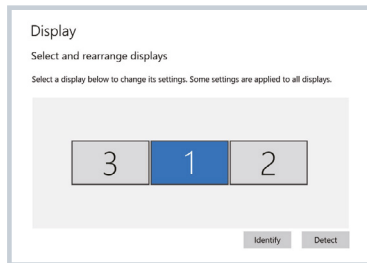 Display
Select and rearrange displays
Select a display below to change its settings. Some settings are applied to all displays.
3 1 2
Identify Detect